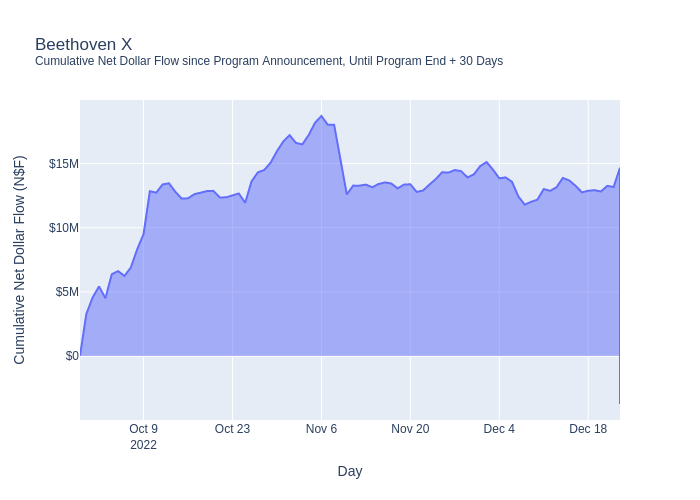 Beethoven X
Cumulative Net Dollar Flow since Program Announcement, Until Program End + 30 Days
Cumulative Net Dollar Flow (N$F)
$15M
$10M
$5M
$0
Oct 9
2022
Oct 23
Nov 6
Nov 20
Dec 4
Dec 18
Day